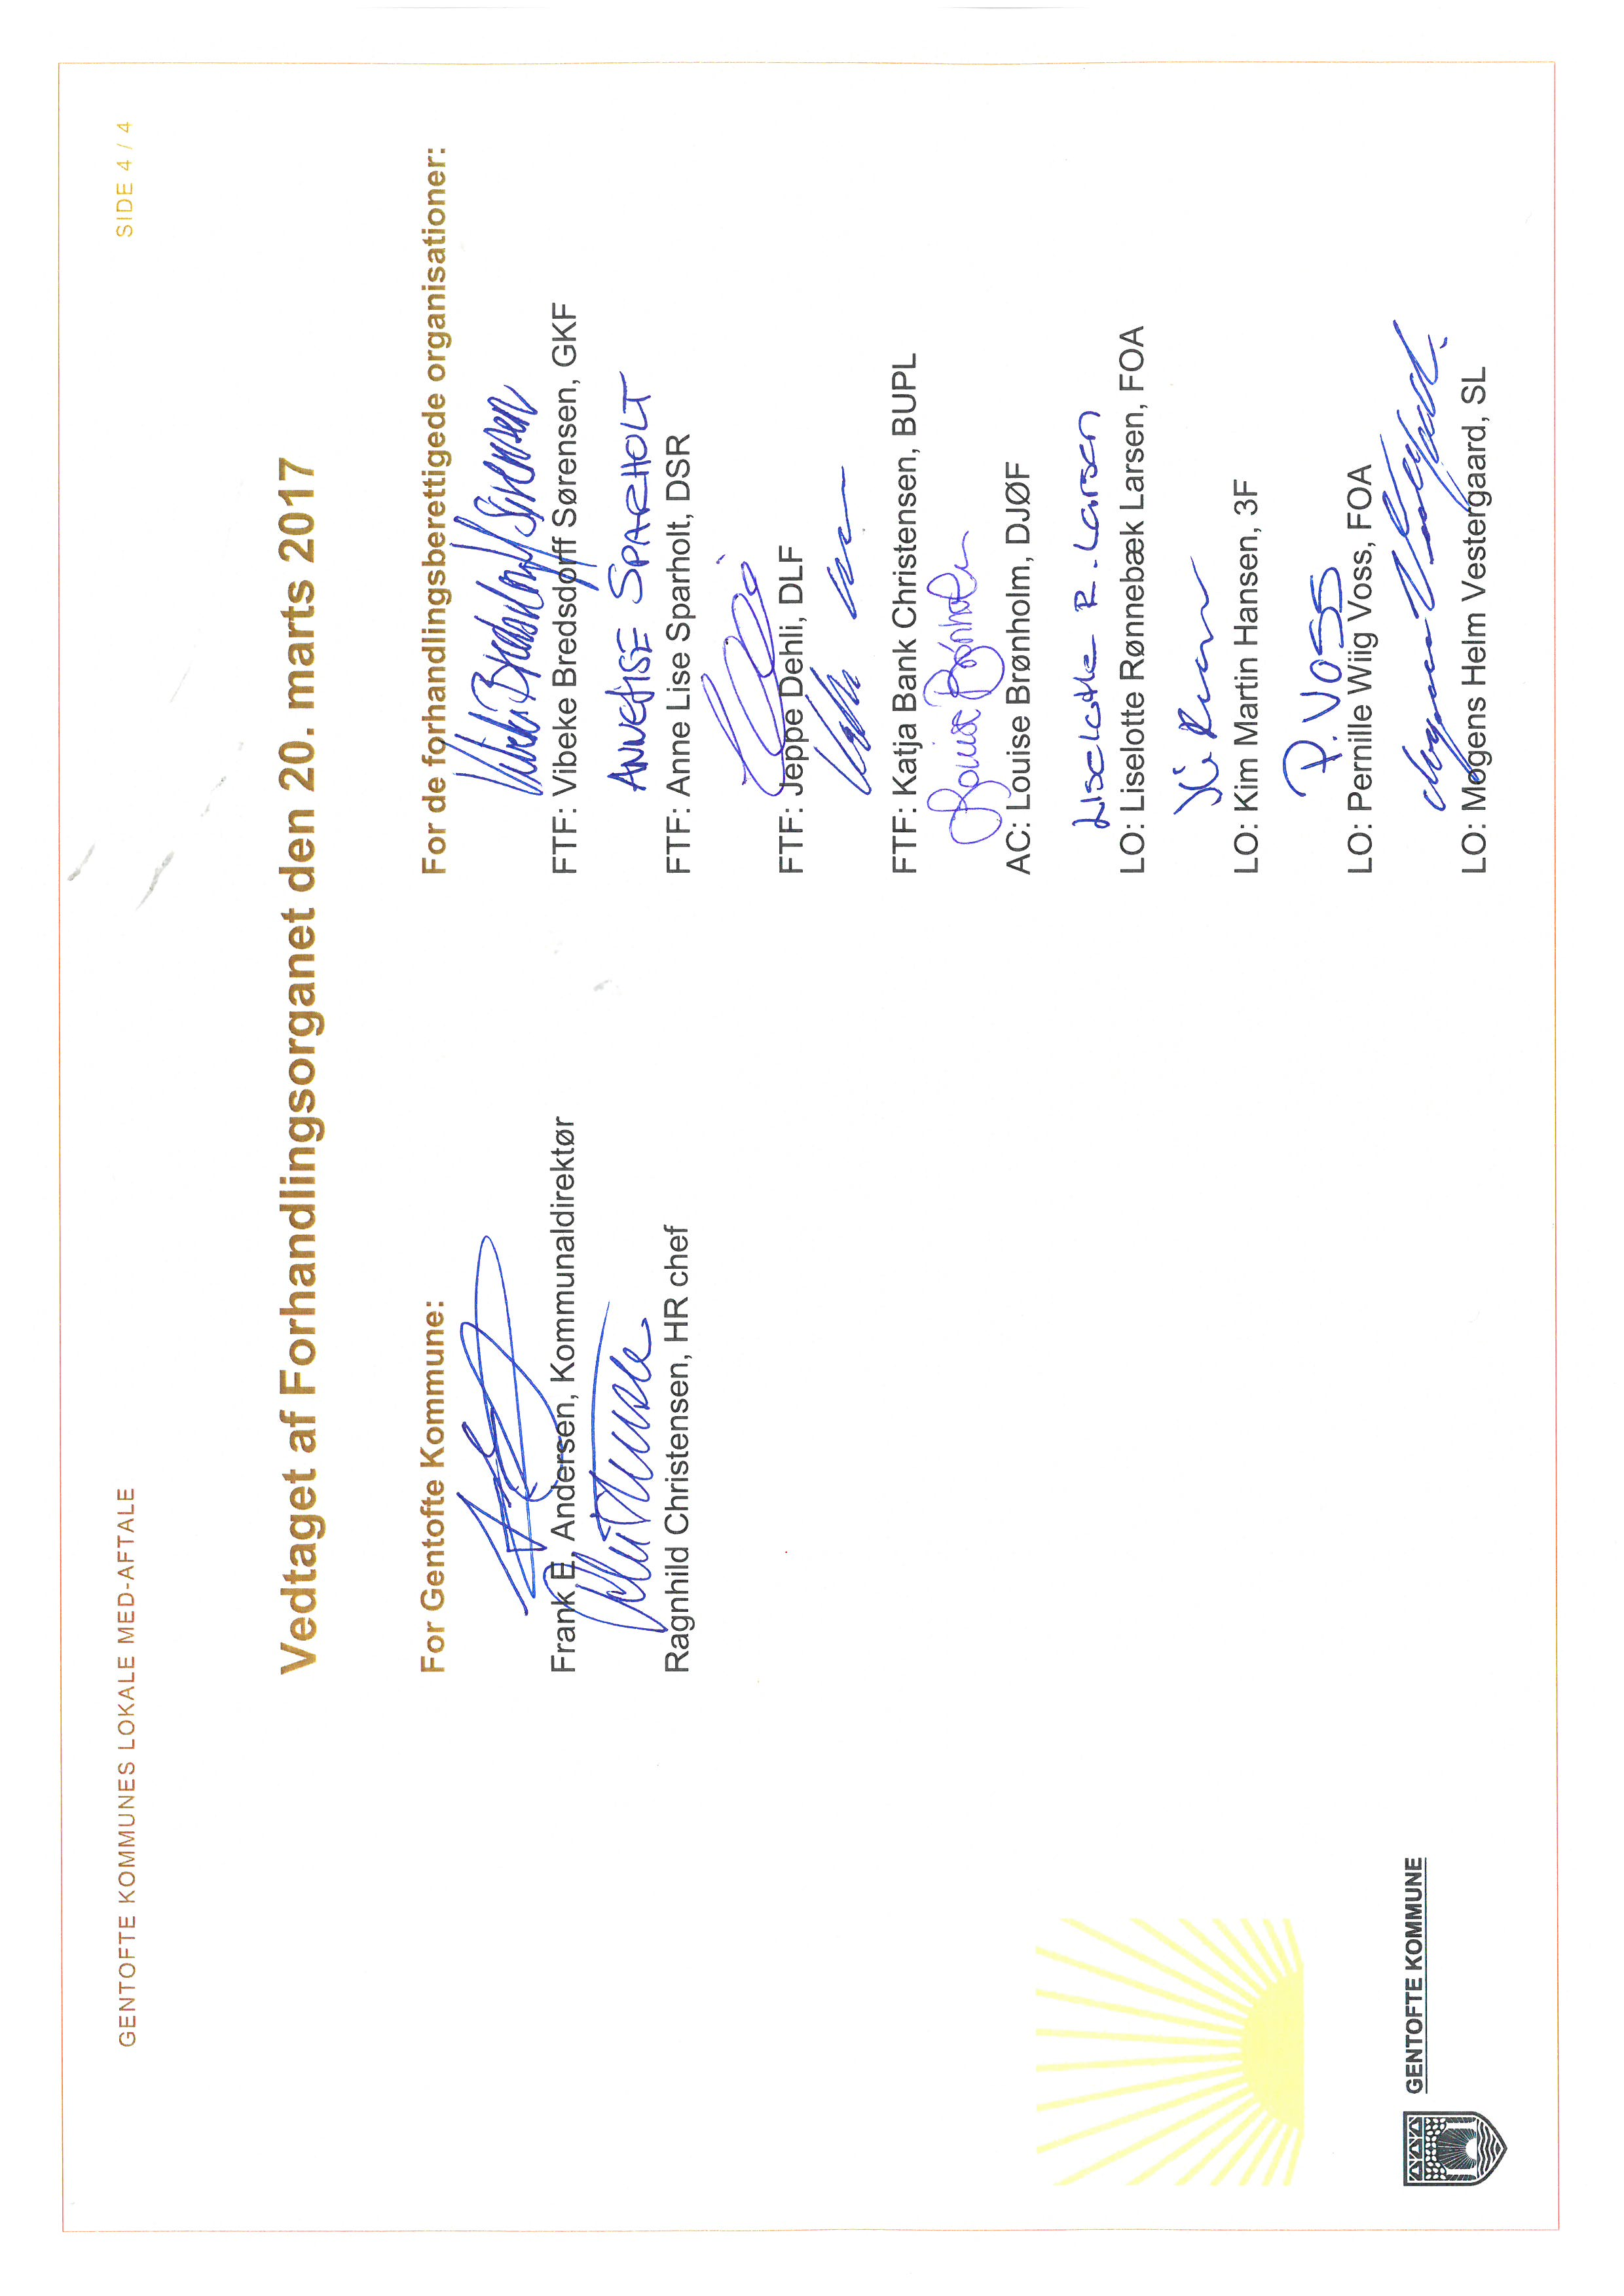 GENTOFTE KOMMUNES LOKALE MED-AFTALE
SIDE 4 / 4
Vedtaget af Forhandlingsorganet den 20. marts 2017
For Gentofte Kommune:
Frank E. Andersen, Kommunaldirektør
Ragnhild Christensen, HR chef
For de forhandlingsberettigede organisationer:
Vibeke Bredsdorff Sørensen
FTF: Vibeke Bredsdorff Sørensen, GKF
ANNELISE SPARHOLT
FTF: Anne Lise Sparholt, DSR
FTF: Jeppe Dehli, DLF
FTF: Katja Bank Christensen, BUPL
Louise Brønholm
AC: Louise Brønholm, DJØF
Liselotte R. Larsen
LO: Liselotte Rønnebæk Larsen, FOA
LO: Kim Martin Hansen, 3F
P. Voss
LO: Pernille Wiig Voss, FOA
LO: Mogens Helm Vestergaard, SL
GENTOFTE KOMMUNE